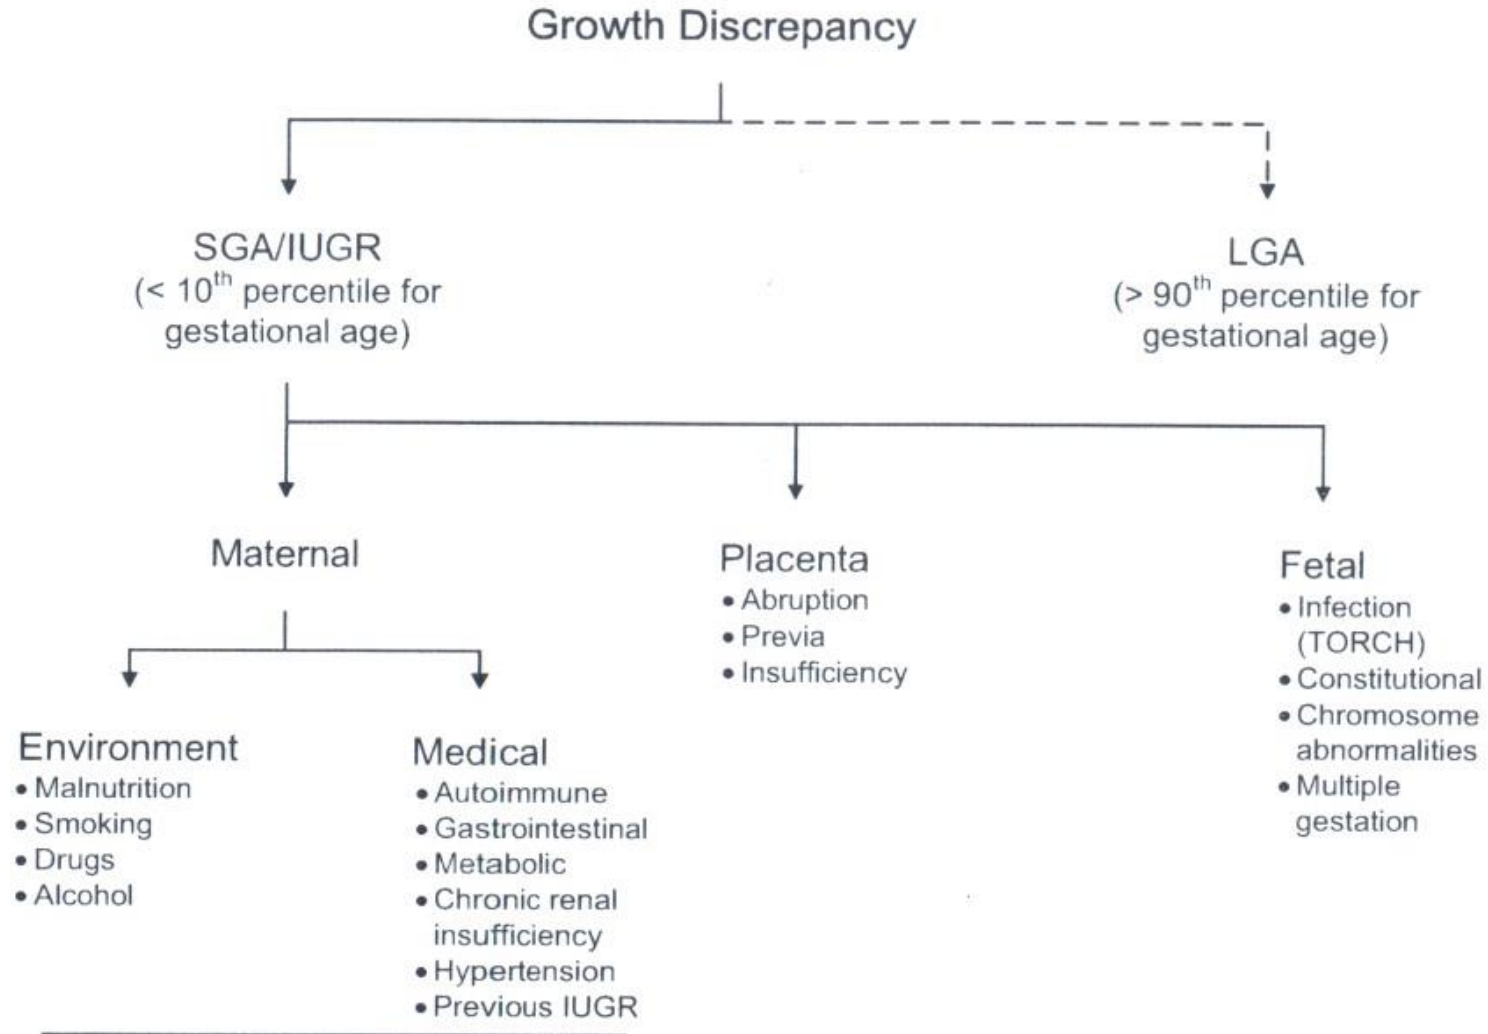 Growth Discrepancy
SGA/IUGR
(< 10th percentile for
gestational age)
LGA
(> 90th percentile for
gestational age)
Maternal
Placenta
• Abruption
• Previa
• Insufficiency
Fetal
• Infection
(TORCH)
• Constitutional
• Chromosome
abnormalities
• Multiple
gestation
Environment
• Malnutrition
• Smoking
• Drugs
• Alcohol
Medical
• Autoimmune
• Gastrointestinal
• Metabolic
• Chronic renal
insufficiency
• Hypertension
• Previous IUGR